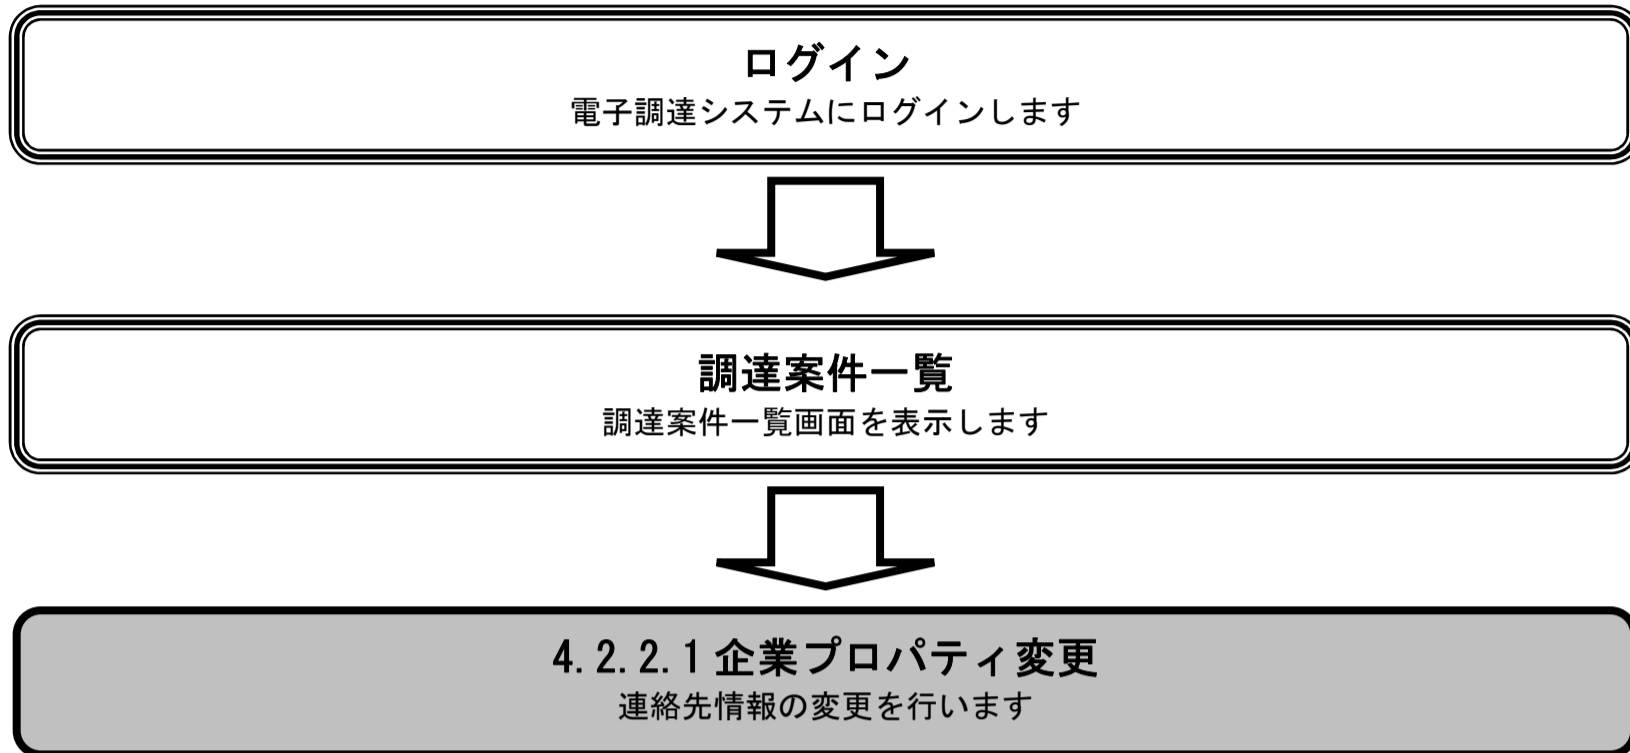 ログイン
電子調達システムにログインします
調達案件一覧
調達案件一覧画面を表示します
4.2.2.1 企業プロパティ変更
連絡先情報の変更を行います